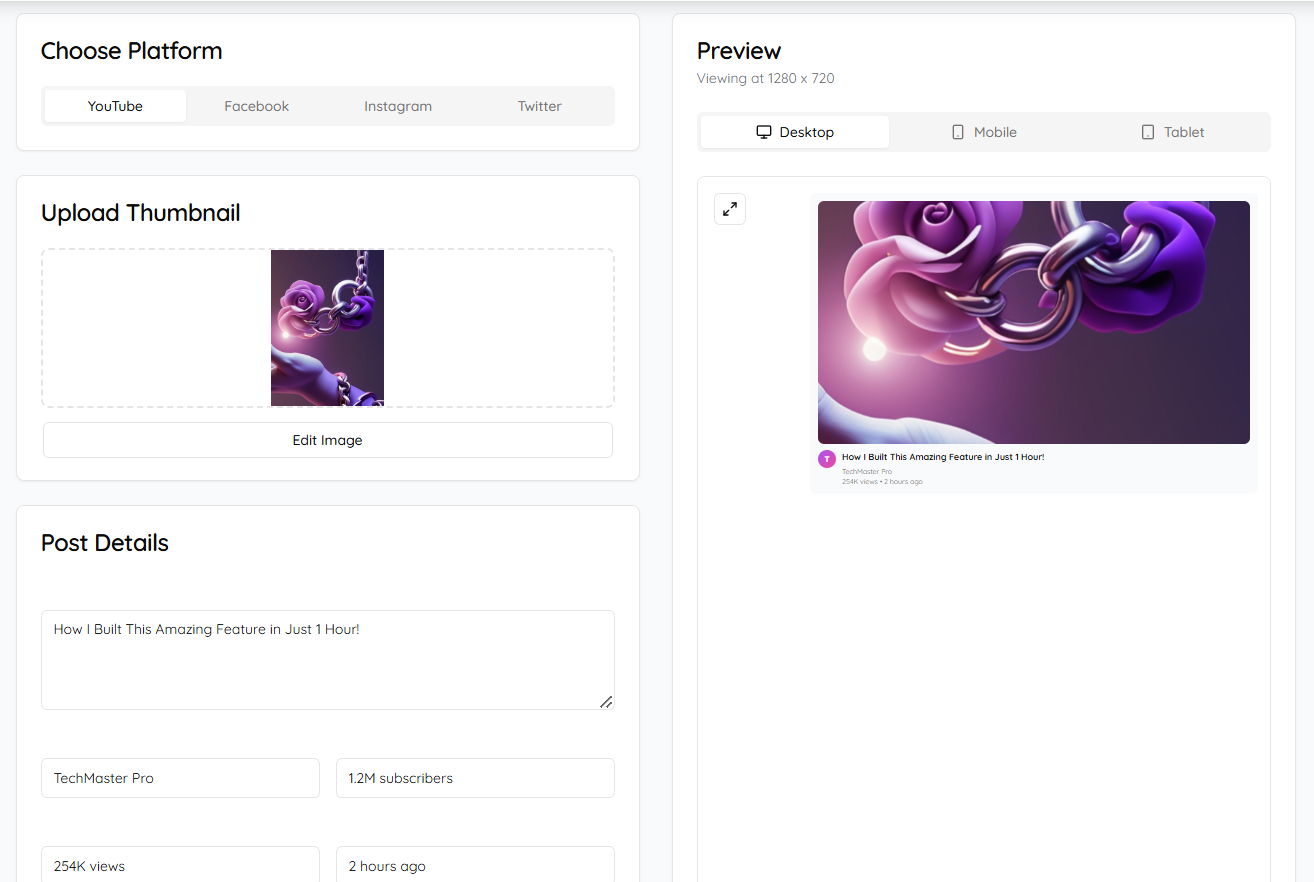 Choose Platform
YouTube Facebook Instagram Twitter
Upload Thumbnail
Edit Image
Post Details
How I Built This Amazing Feature in Just 1 Hour!
TechMaster Pro 1.2M subscribers
254K views 2 hours ago
Preview
Viewing at 1280 x 720
Desktop Mobile Tablet
T How I Built This Amazing Feature in Just 1 Hour!
TechMaster Pro
254K views • 2 hours ago